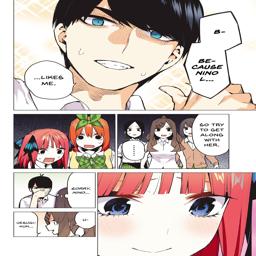 B-
BE-
CAUSE
NINO
L...
...LIKES
ME.
SO TRY
TO GET
ALONG
WITH
HER.
SORRY,
NINO...
U-